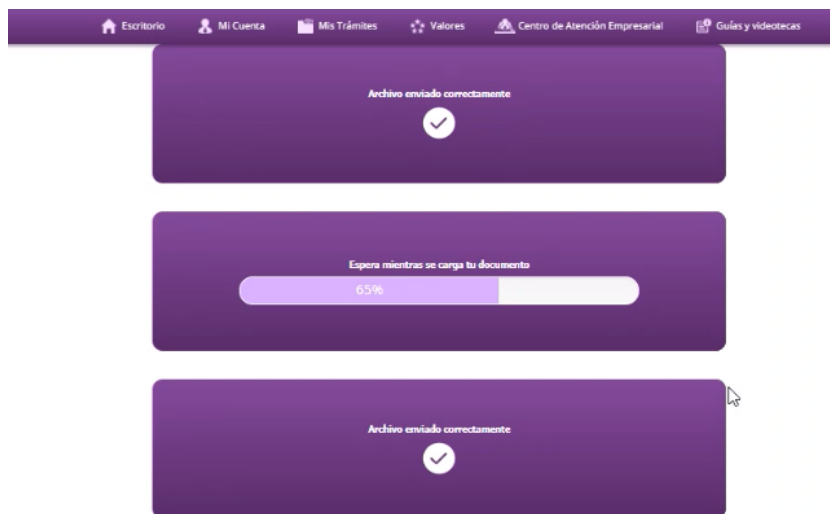 Escritorio Mi Cuenta Mis Trámites Valores Centro de Atención Empresarial Guías y videotecas
Archivo enviado correctamente
Espera mientras se carga tu documento
65%
Archivo enviado correctamente